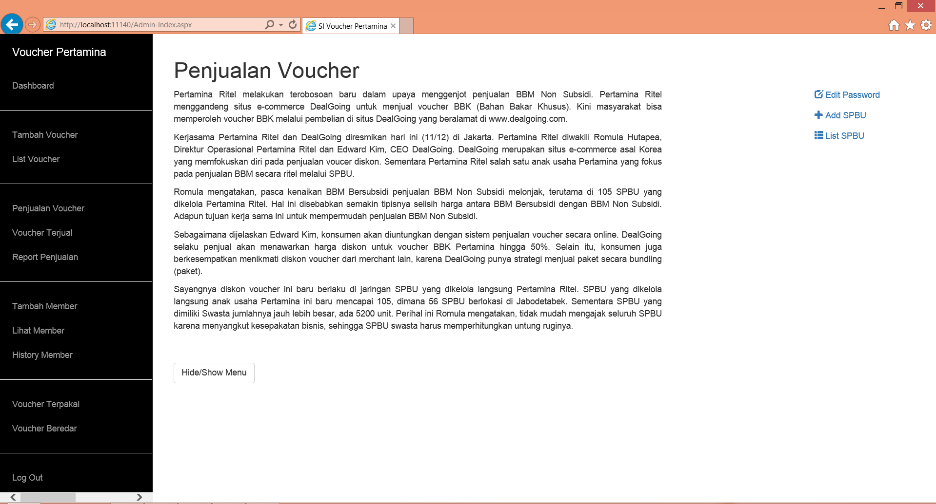 http://localhost:11140/Admin-Index.aspx
SI Voucher Pertamina
Voucher Pertamina
Dashboard
Tambah Voucher
List Voucher
Penjualan Voucher
Voucher Terjual
Report Penjualan
Tambah Member
Lihat Member
History Member
Voucher Terpakai
Voucher Beredar
Log Out
Penjualan Voucher
Pertamina Ritel melakukan terobosoan baru dalam upaya menggenjot penjualan BBM Non Subsidi. Pertamina Ritel
menggandeng situs e-commerce DealGoing untuk menjual voucher BBK (Bahan Bakar Khusus). Kini masyarakat bisa
memperoleh voucher BBK melalui pembelian di situs DealGoing yang beralamat di www.dealgoing.com.
Kerjasama Pertamina Ritel dan DealGoing diresmikan hari ini (11/12) di Jakarta. Pertamina Ritel diwakili Romula Hutapea,
Direktur Operasional Pertamina Ritel dan Edward Kim, CEO DealGoing. DealGoing merupakan situs e-commerce asal Korea
yang memfokuskan diri pada penjualan voucer diskon. Sementara Pertamina Ritel salah satu anak usaha Pertamina yang fokus
pada penjualan BBM secara ritel melalui SPBU.
Romula mengatakan, pasca kenaikan BBM Bersubsidi penjualan BBM Non Subsidi melonjak, terutama di 105 SPBU yang
dikelola Pertamina Ritel. Hal ini disebabkan semakin tipisnya selisih harga antara BBM Bersubsidi dengan BBM Non Subsidi.
Adapun tujuan kerja sama ini untuk mempermudah penjualan BBM Non Subsidi.
Sebagaimana dijelaskan Edward Kim, konsumen akan diuntungkan dengan sistem penjualan voucher secara online. DealGoing
selaku penjual akan menawarkan harga diskon untuk voucher BBK Pertamina hingga 50%. Selain itu, konsumen juga
berkesempatkan menikmati diskon voucher dari merchant lain, karena DealGoing punya strategi menjual paket secara bundling
(paket).
Sayangnya diskon voucher ini baru berlaku di jaringan SPBU yang dikelola langsung Pertamina Ritel. SPBU yang dikelola
langsung anak usaha Pertamina ini baru mencapai 105, dimana 56 SPBU berlokasi di Jabodetabek. Sementara SPBU yang
dimiliki Swasta jumlahnya jauh lebih besar, ada 5200 unit. Perihal ini Romula mengatakan, tidak mudah mengajak seluruh SPBU
karena menyangkut kesepakatan bisnis, sehingga SPBU swasta harus memperhitungkan untung ruginya.
Hide/Show Menu
Edit Password
Add SPBU
List SPBU